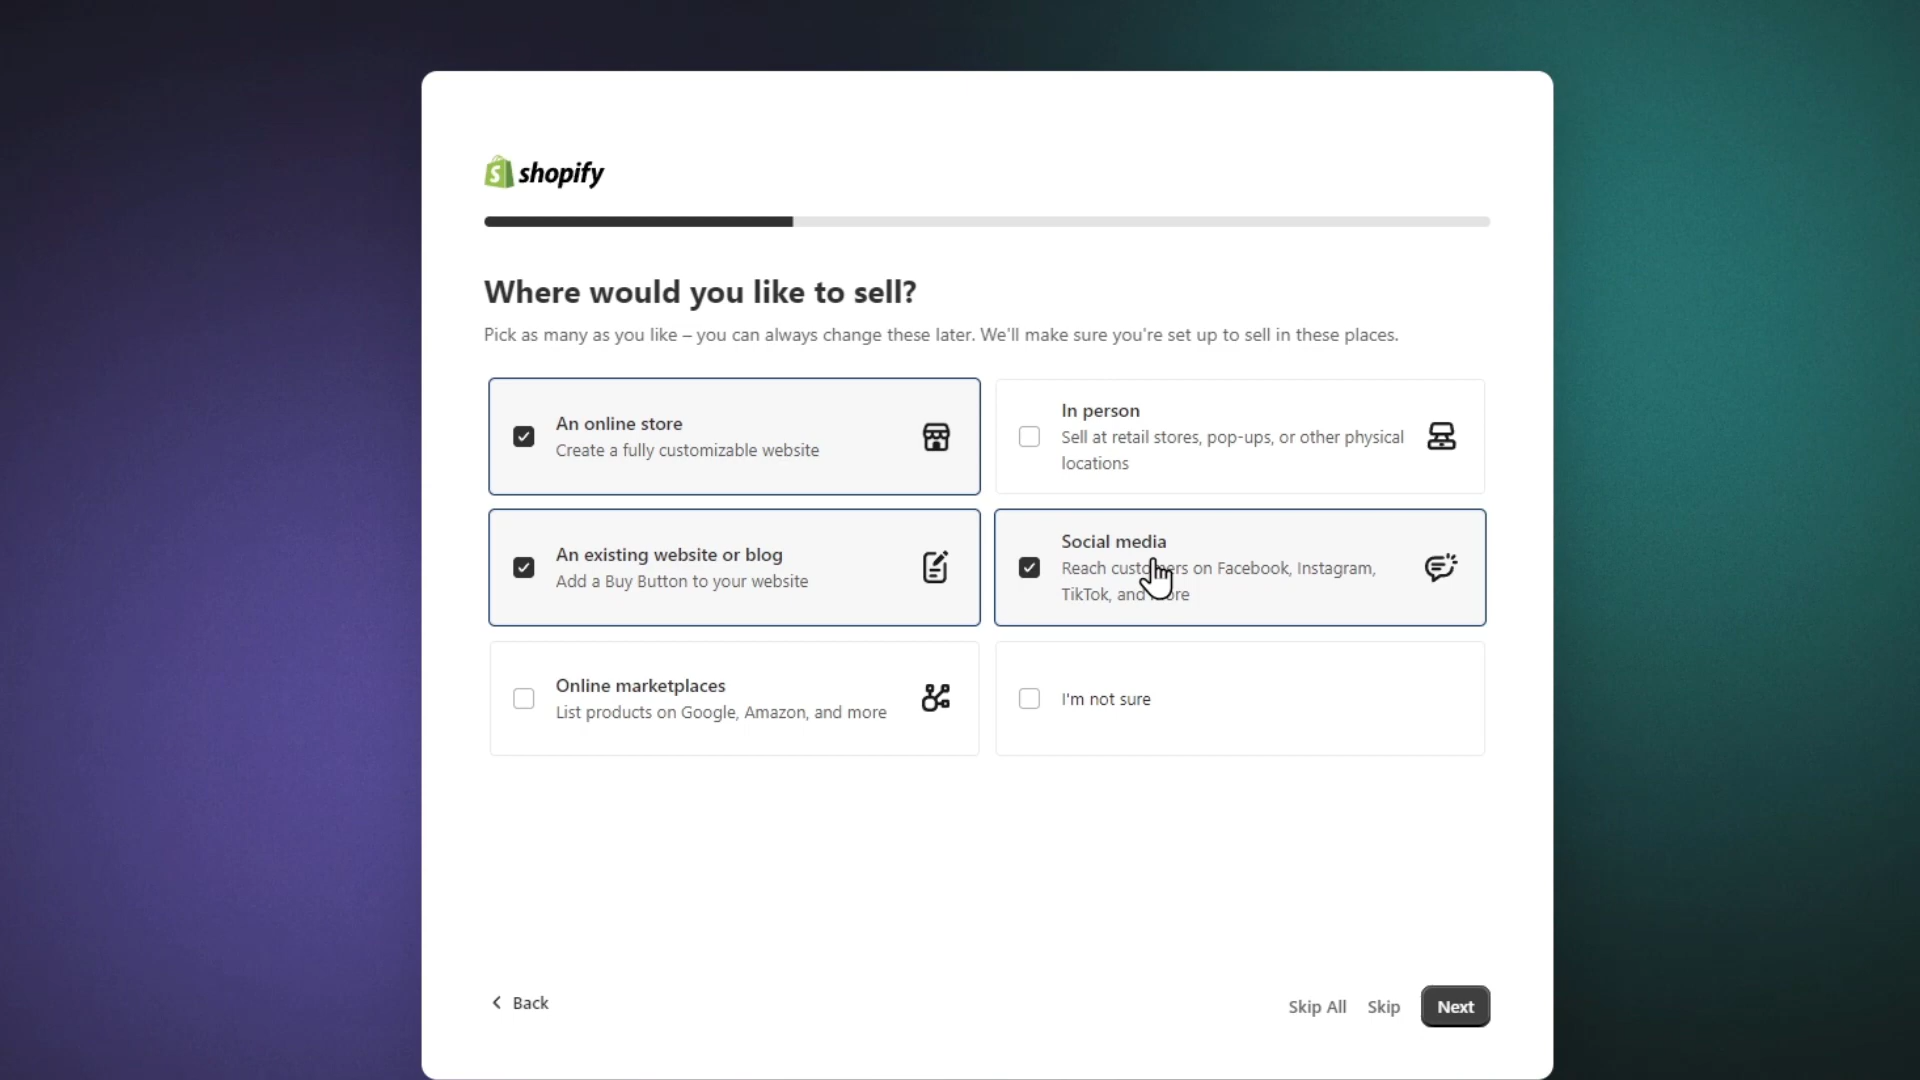 shopify
Where would you like to sell?
Pick as many as you like – you can always change these later. We'll make sure you're set up to sell in these places.
An online store
Create a fully customizable website
In person
Sell at retail stores, pop-ups, or other physical
locations
An existing website or blog
Add a Buy Button to your website
Social media
Reach customers on Facebook, Instagram,
TikTok, and more
Online marketplaces
List products on Google, Amazon, and more
I'm not sure
Back
Skip All
Skip
Next